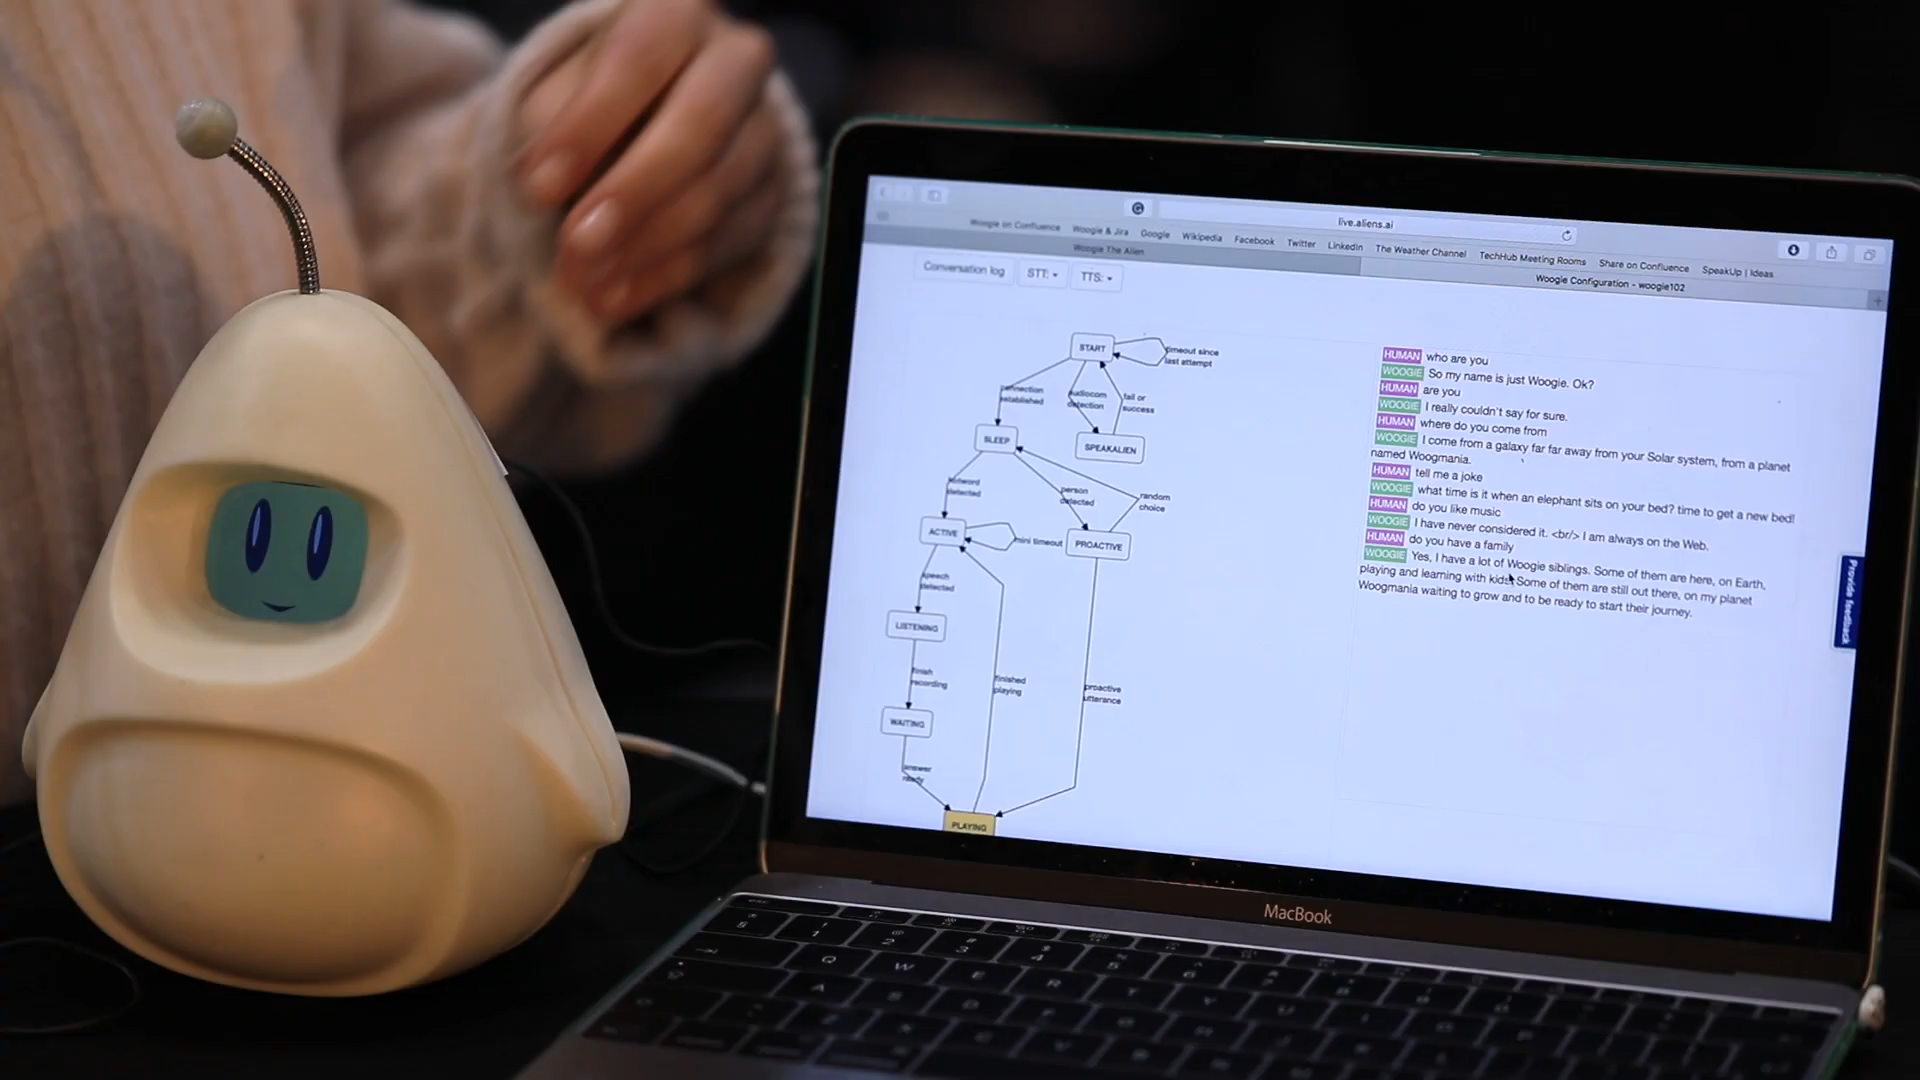 live.aliens.ai
Woogie on Confluence Woogie & Jira Google Wikipedia Facebook Twitter LinkedIn The Weather Channel TechHub Meeting Rooms Share on Confluence SpeakUp | Ideas
Woogie The Alien
Woogie Configuration - woogie102
Conversation log STT: TTS:
START
timeout since
last attempt
connection
established
audiocom
detection
fail or
success
SLEEP
SPEAKALIEN
hotword
detected
person
detected
random
choice
ACTIVE
mini timeout
PROACTIVE
speech
detected
LISTENING
finish
recording
finished
playing
proactive
utterance
WAITING
answer
ready
PLAYING
HUMAN who are you
WOOGIE So my name is just Woogie. Ok?
HUMAN are you
WOOGIE I really couldn't say for sure.
HUMAN where do you come from
WOOGIE I come from a galaxy far far away from your Solar system, from a planet
named Woogmania.
HUMAN tell me a joke
WOOGIE what time is it when an elephant sits on your bed? time to get a new bed!
HUMAN do you like music
WOOGIE I have never considered it. <br/> I am always on the Web.
HUMAN do you have a family
WOOGIE Yes, I have a lot of Woogie siblings. Some of them are here, on Earth,
playing and learning with kids. Some of them are still out there, on my planet
Woogmania waiting to grow and to be ready to start their journey.
Provide feedback
MacBook
Q W E R T Y
A S D